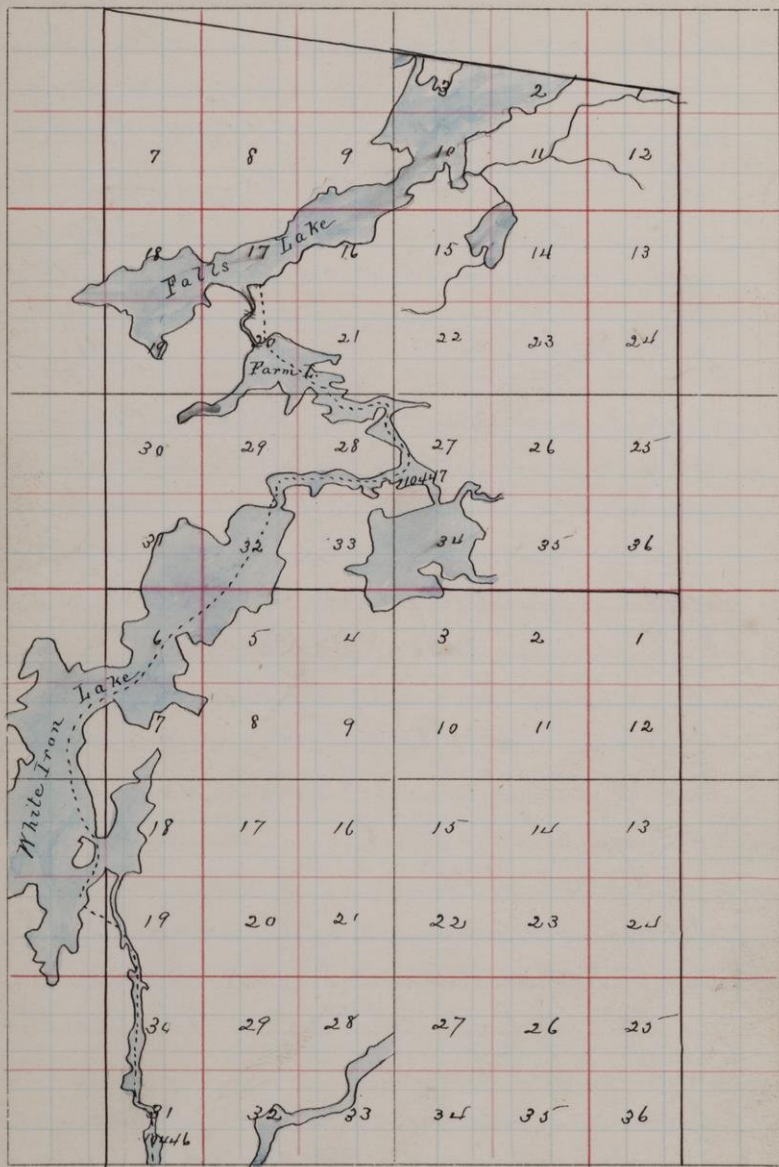 3 2
7 8 9 10 11 12
18 17 16 15 14 13
Falls Lake
19 20 21 22 23 24
Farm L.
30 29 28 27 26 25
10447
31 32 33 34 35 36
6 5 4 3 2 1
White Iron Lake
7 8 9 10 11 12
18 17 16 15 14 13
19 20 21 22 23 24
30 29 28 27 26 25
31 32 33 34 35 36
10446